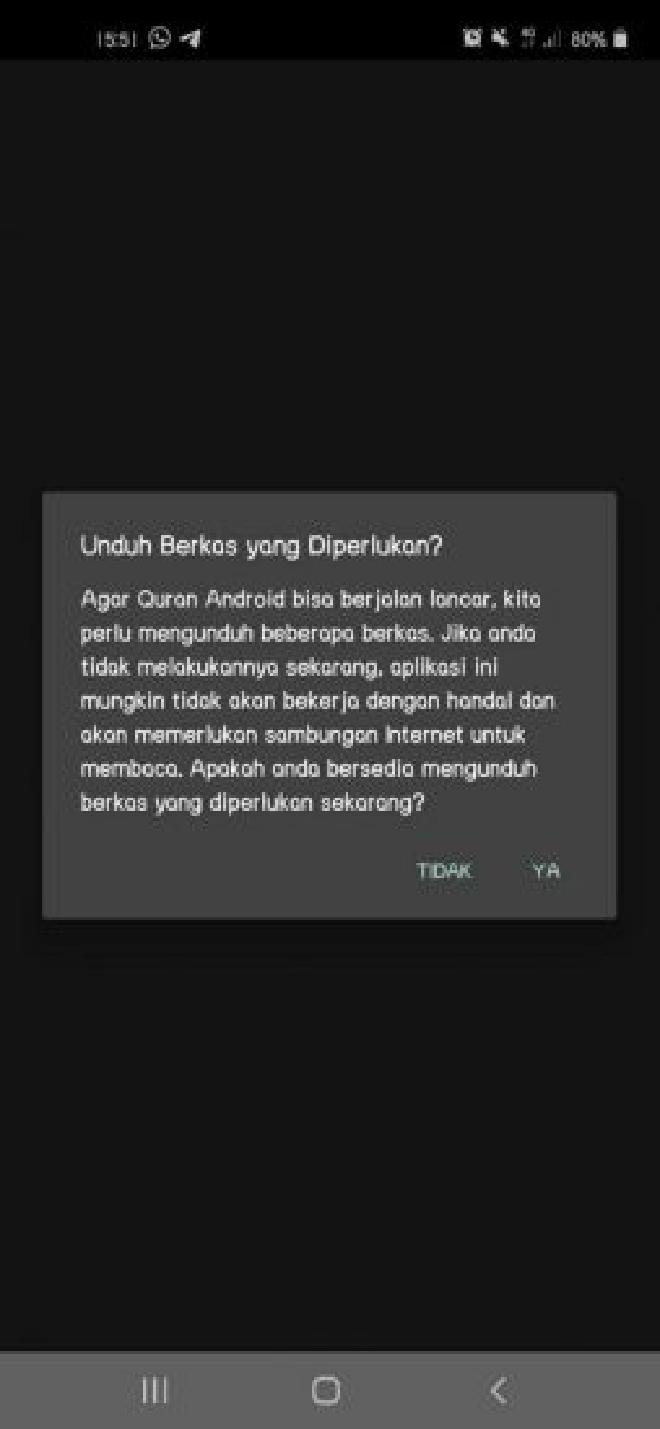 15:51
80%
Unduh Berkas yang Diperlukan?
Agar Quran Android bisa berjalan lancar, kita
perlu mengunduh beberapa berkas. Jika anda
tidak melakukannya sekarang, aplikasi ini
mungkin tidak akan bekerja dengan handal dan
akan memerlukan sambungan Internet untuk
membaca. Apakah anda bersedia mengunduh
berkas yang diperlukan sekarang?
TIDAK YA